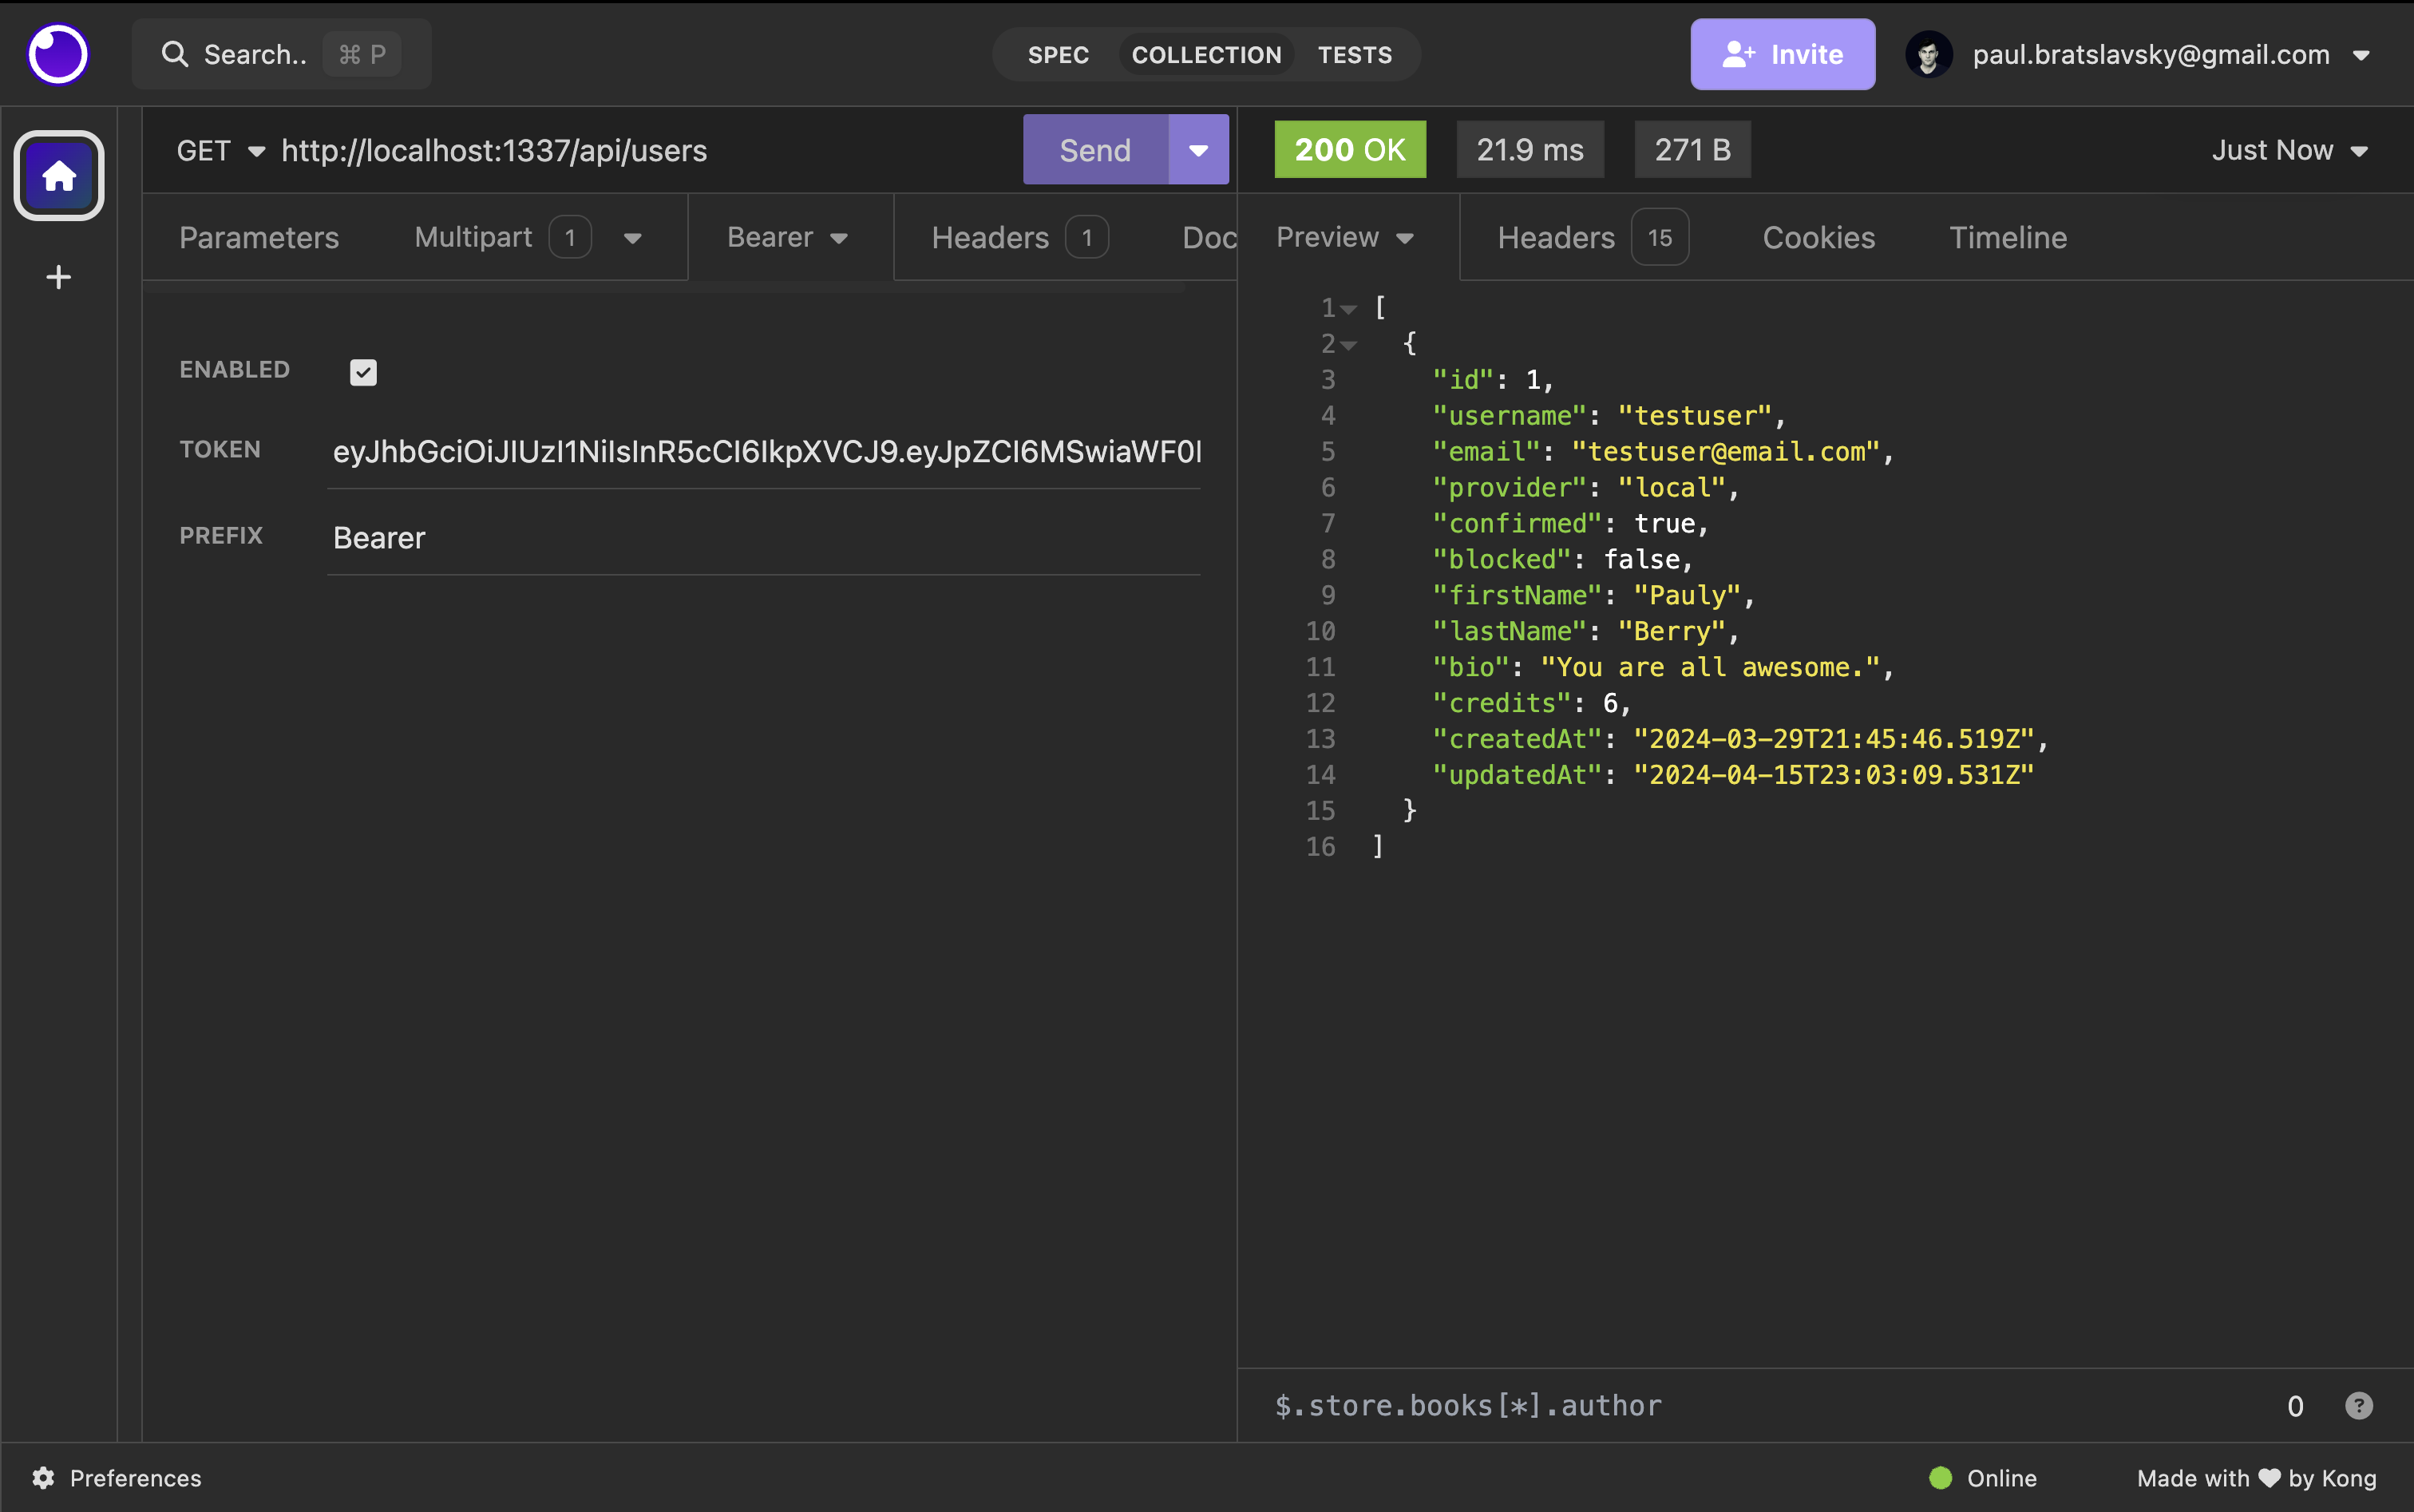 Search.. ⌘ P
SPEC COLLECTION TESTS
Invite
paul.bratslavsky@gmail.com
GET http://localhost:1337/api/users
Send
200 OK 21.9 ms 271 B
Just Now
Parameters Multipart 1 Bearer Headers 1 Doc
Preview Headers 15 Cookies Timeline
ENABLED
TOKEN eyJhbGciOiJIUzI1NiIsInR5cCI6IkpXVCJ9.eyJpZCI6MSwiaWF0I
PREFIX Bearer
1 [
2 {
3 "id": 1,
4 "username": "testuser",
5 "email": "testuser@email.com",
6 "provider": "local",
7 "confirmed": true,
8 "blocked": false,
9 "firstName": "Pauly",
10 "lastName": "Berry",
11 "bio": "You are all awesome.",
12 "credits": 6,
13 "createdAt": "2024-03-29T21:45:46.519Z",
14 "updatedAt": "2024-04-15T23:03:09.531Z"
15 }
16 ]
$.store.books[*].author 0 ?
Preferences
Online
Made with ♥ by Kong